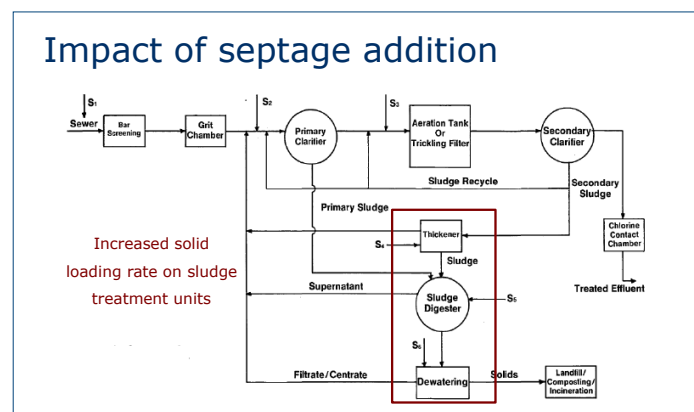 Impact of septage addition
S1
Sewer
Bar
Screening
Grit
Chamber
S2
Primary
Clarifier
S3
Aeration Tank
Or
Trickling Filter
Secondary
Clarilier
Sludge Recycle
Secondary
Sludge
Primary Sludge
Chlorine
Contact
Chamber
Treated Effluent
Increased solid
loading rate on sludge
treatment units
Thickener
S4
Sludge
Supernatant
Sludge
Digester
S5
S6
Filtrate/Centrate
Dewatering
Solids
Landfill/
Composting/
Incineration